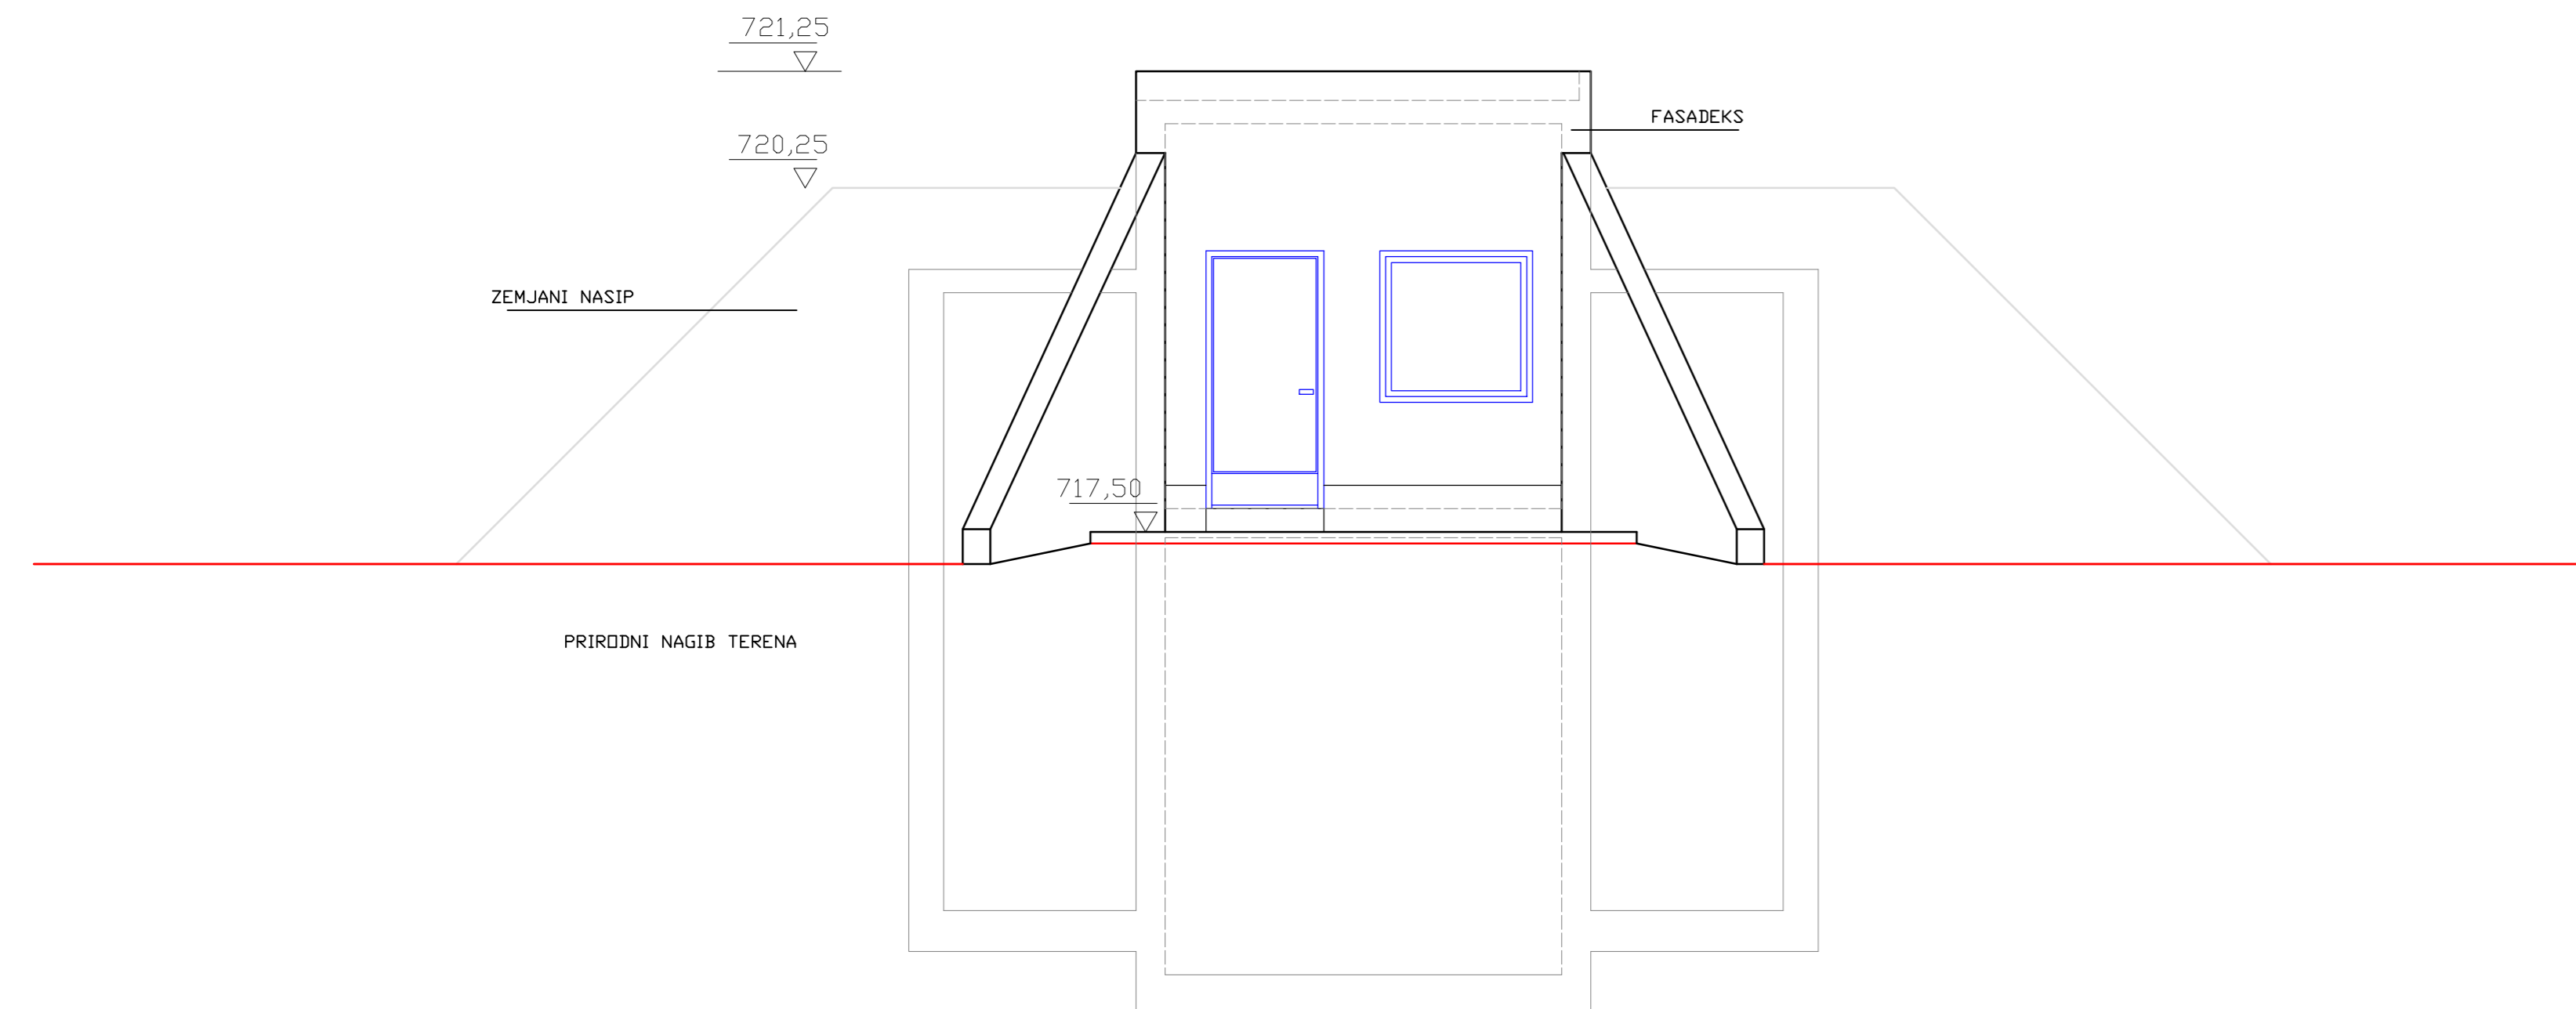 721,25
FASADEKS
720,25
ZEMJANI NASIP
717,50
PRIRODNI NAGIB TERENA